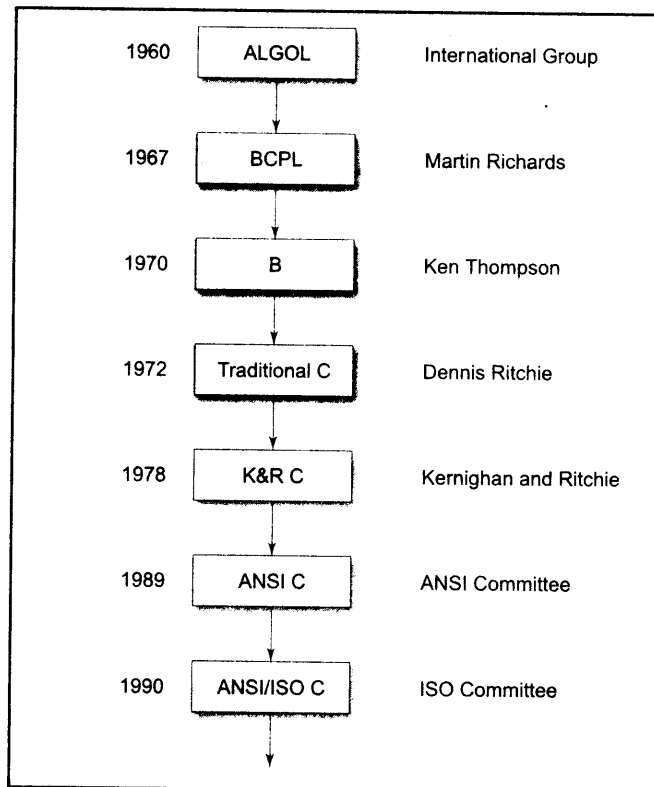 1960 ALGOL International Group
1967 BCPL Martin Richards
1970 B Ken Thompson
1972 Traditional C Dennis Ritchie
1978 K&R C Kernighan and Ritchie
1989 ANSI C ANSI Committee
1990 ANSI/ISO C ISO Committee